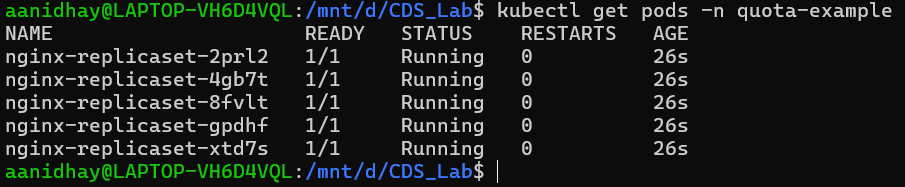 aanidhay@LAPTOP-VH6D4VQL:/mnt/d/CDS_Lab$ kubectl get pods -n quota-example
NAME                     READY   STATUS    RESTARTS   AGE
nginx-replicaset-2prl2   1/1     Running   0          26s
nginx-replicaset-4gb7t   1/1     Running   0          26s
nginx-replicaset-8fvlt   1/1     Running   0          26s
nginx-replicaset-gpdhf   1/1     Running   0          26s
nginx-replicaset-xtd7s   1/1     Running   0          26s
aanidhay@LAPTOP-VH6D4VQL:/mnt/d/CDS_Lab$